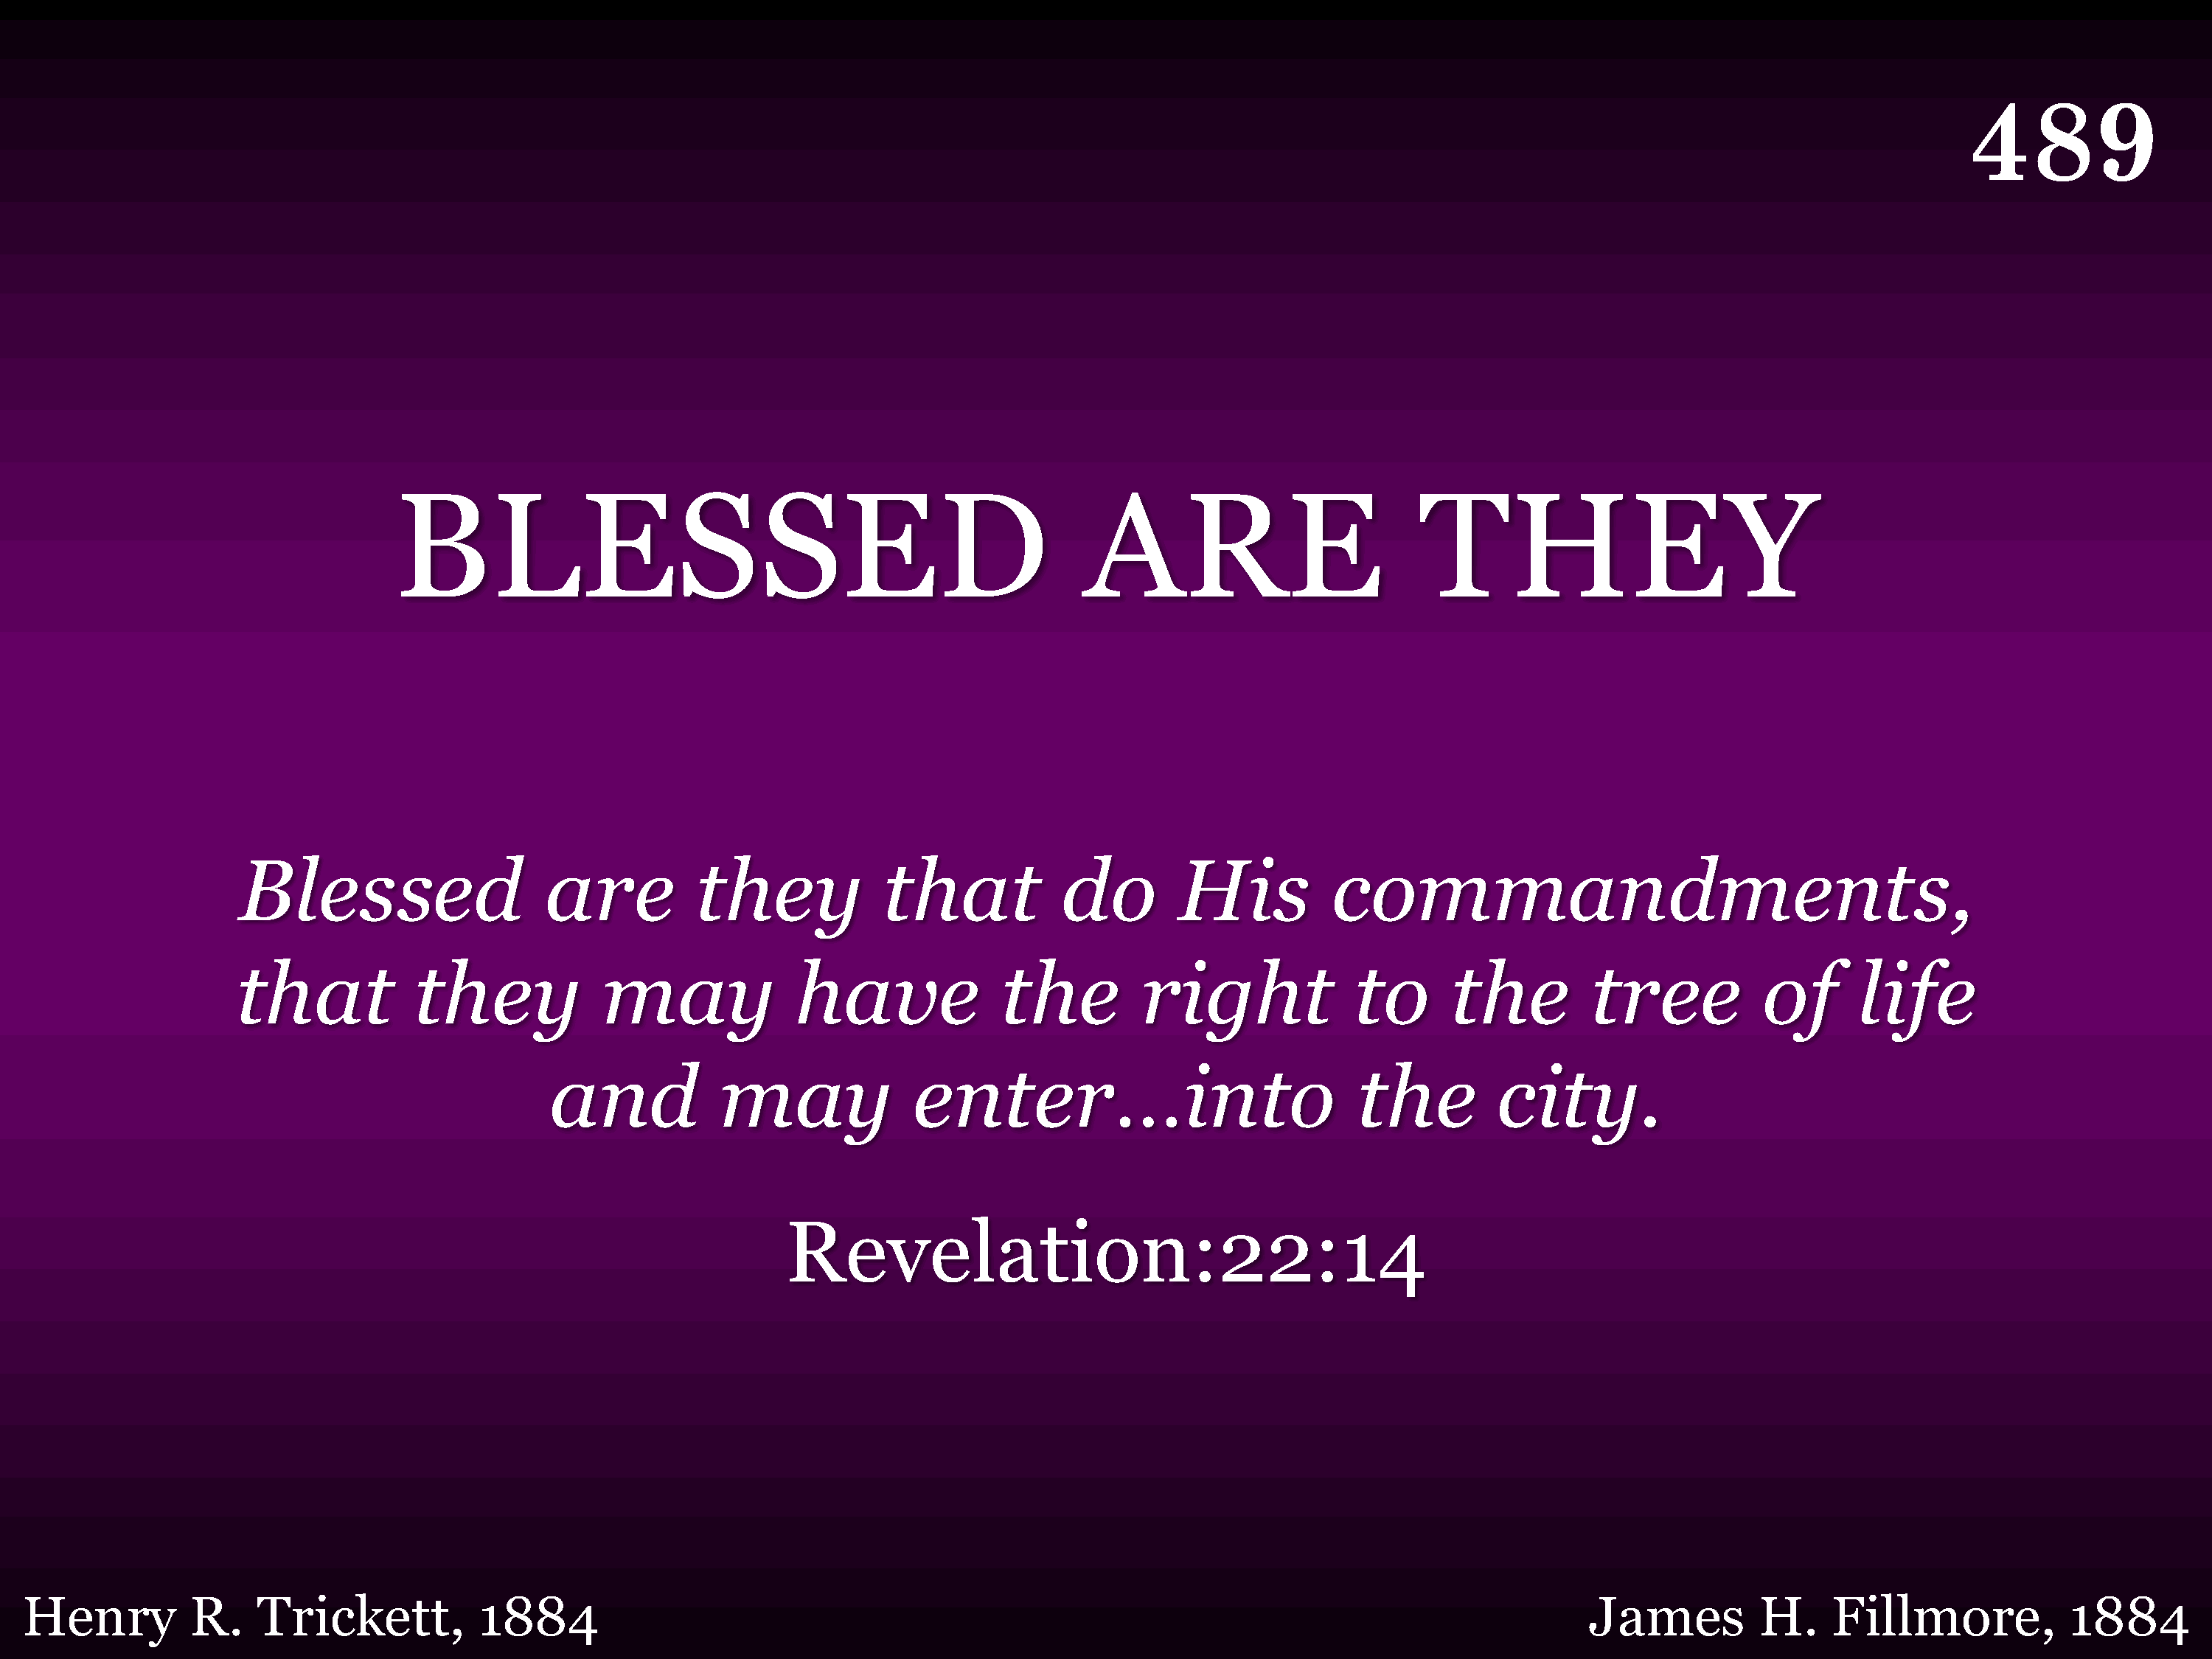 489
BLESSED ARE THEY
Blessed are they that do His commandments,
that they may have the right to the tree of life
and may enter…into the city.
Revelation:22:14
Henry R. Trickett, 1884
James H. Fillmore, 1884